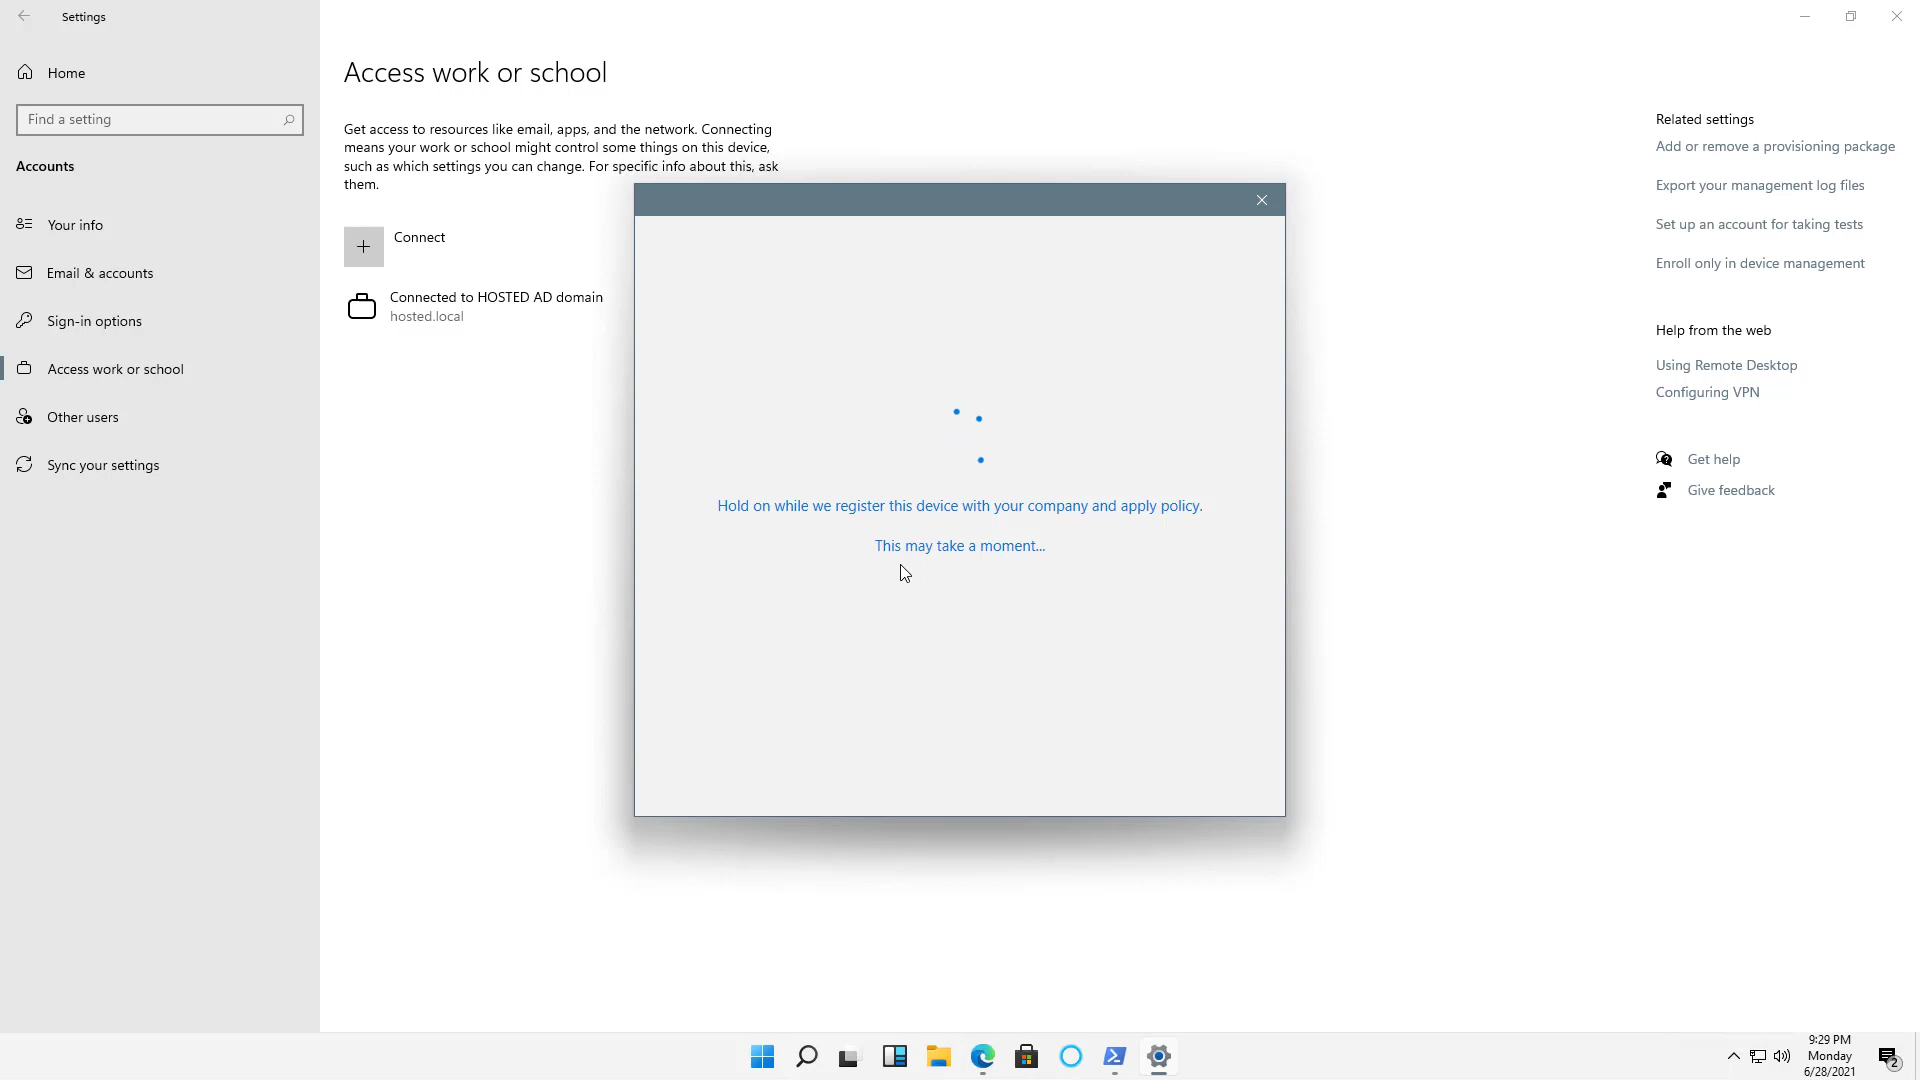 Settings
Home
Find a setting
Accounts
Your info
Email & accounts
Sign-in options
Access work or school
Other users
Sync your settings
Access work or school
Get access to resources like email, apps, and the network. Connecting
means your work or school might control some things on this device,
such as which settings you can change. For specific info about this, ask
them.
Connect
Connected to HOSTED AD domain
hosted.local
Hold on while we register this device with your company and apply policy.
This may take a moment...
Related settings
Add or remove a provisioning package
Export your management log files
Set up an account for taking tests
Enroll only in device management
Help from the web
Using Remote Desktop
Configuring VPN
Get help
Give feedback
9:29 PM
Monday
6/28/2021
2